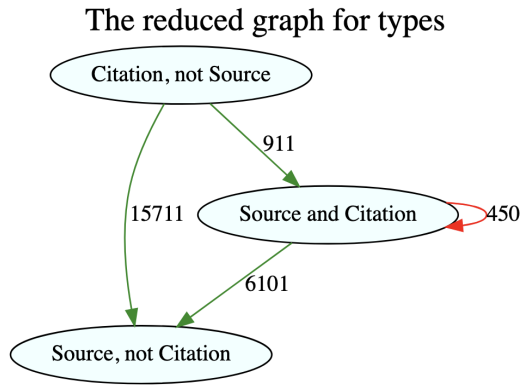 The reduced graph for types
Citation, not Source
911
15711
Source and Citation
450
6101
Source, not Citation